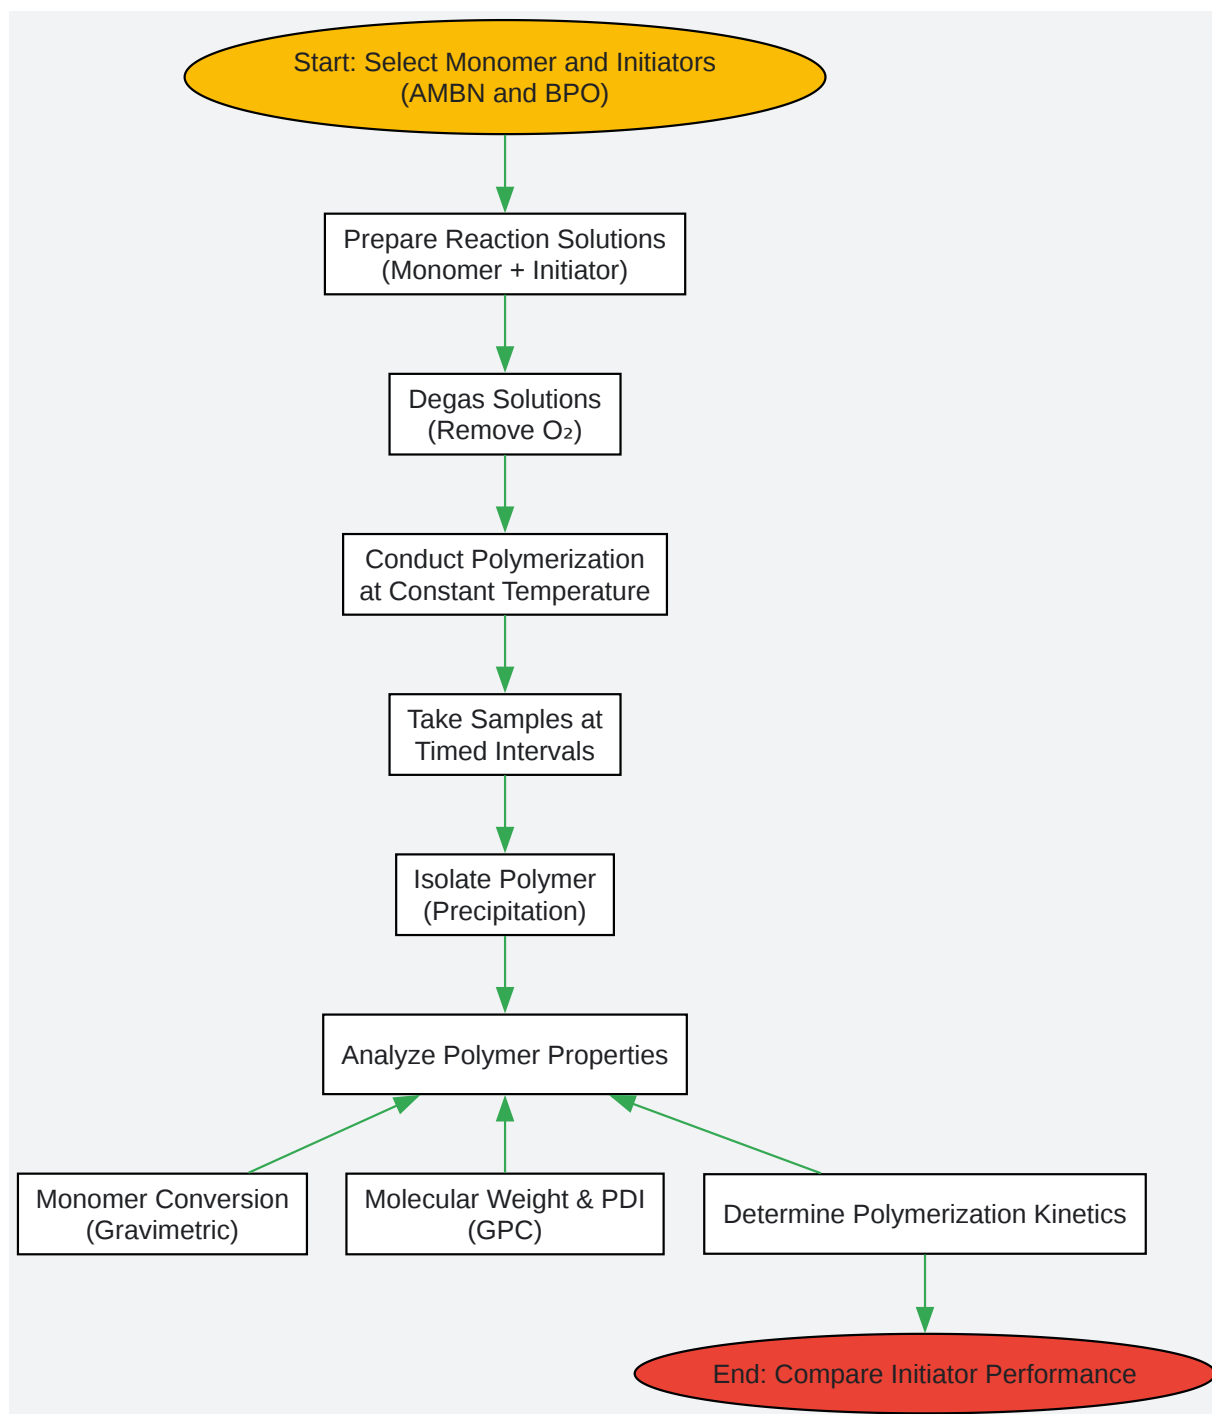 Start: Select Monomer and Initiators
(AMBN and BPO)
Prepare Reaction Solutions
(Monomer + Initiator)
Degas Solutions
(Remove O₂)
Conduct Polymerization
at Constant Temperature
Take Samples at
Timed Intervals
Isolate Polymer
(Precipitation)
Analyze Polymer Properties
Monomer Conversion
(Gravimetric)
Molecular Weight & PDI
(GPC)
Determine Polymerization Kinetics
End: Compare Initiator Performance